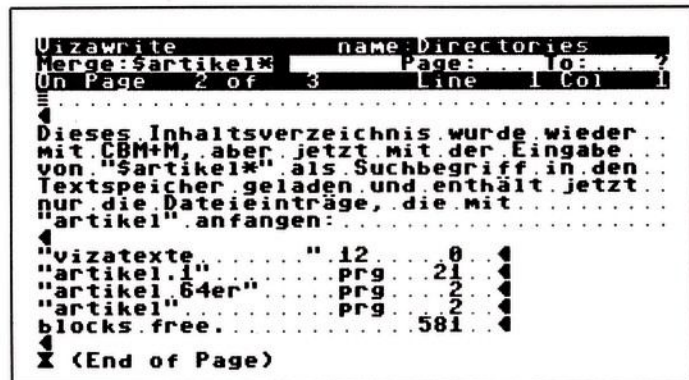 Vizawrite name:Directories
Merge:$artikel* Page:... To:... ?
On Page 2 of 3 Line 1 Col 1
Dieses.Inhaltsverzeichnis.wurde.wieder..
mit.CBM+M,.aber.jetzt.mit.der.Eingabe...
von."$artikel*".als.Suchbegriff.in.den..
Textspeicher.geladen.und.enthält.jetzt..
nur.die.Dateieinträge,.die.mit..........
"artikel".anfangen:.....................
"vizatexte.......".12.....0..
"artikel.1"........prg....21..
"artikel.64er".....prg.....2..
"artikel"..........prg.....2..
blocks.free............581..
(End of Page)